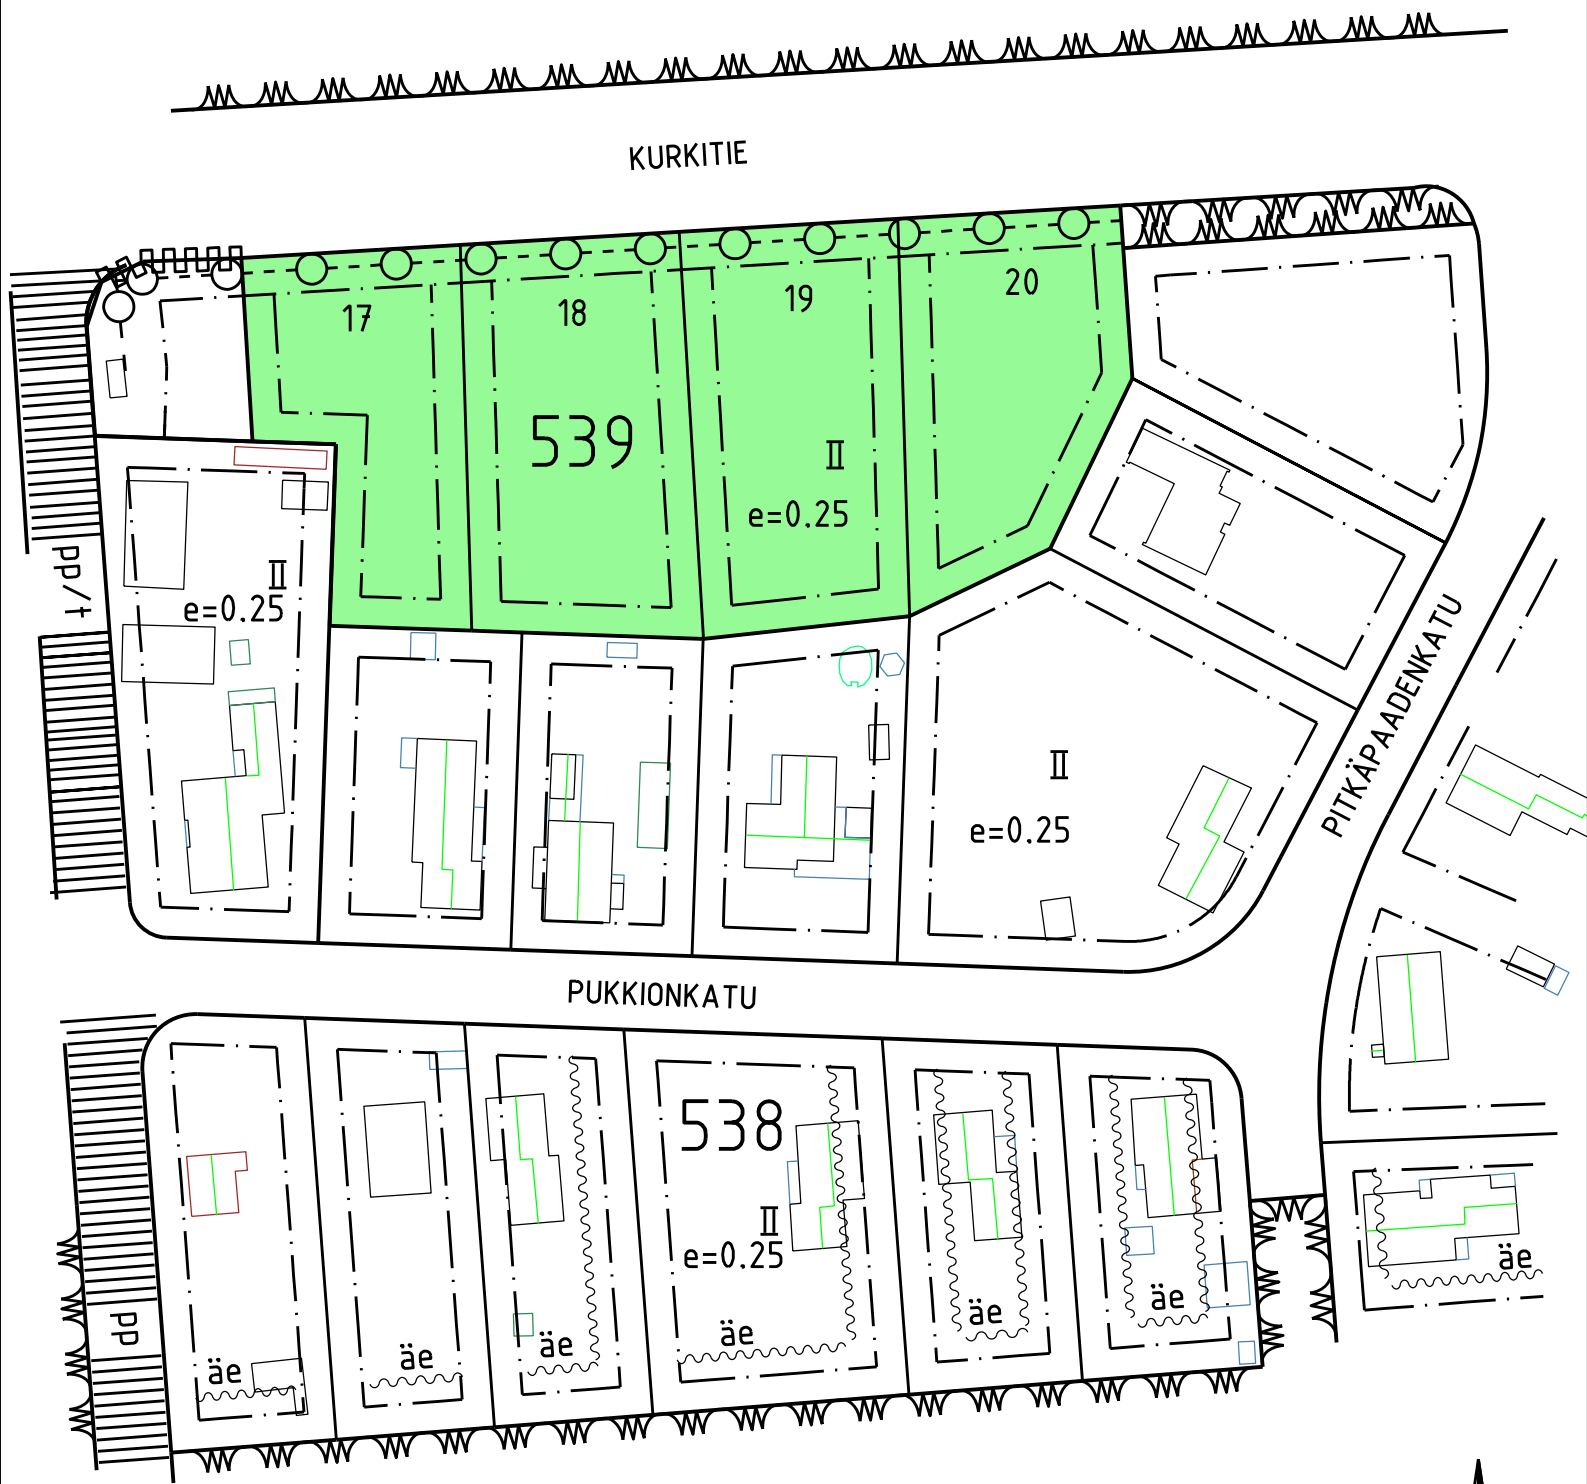 KURKITIE
17
18
19
20
539
II
e=0.25
pp/t
II
e=0.25
PITKÄPAADENKATU
II
e=0.25
PUKKIONKATU
538
II
e=0.25
pp
äe
äe
äe
äe
äe
äe
äe